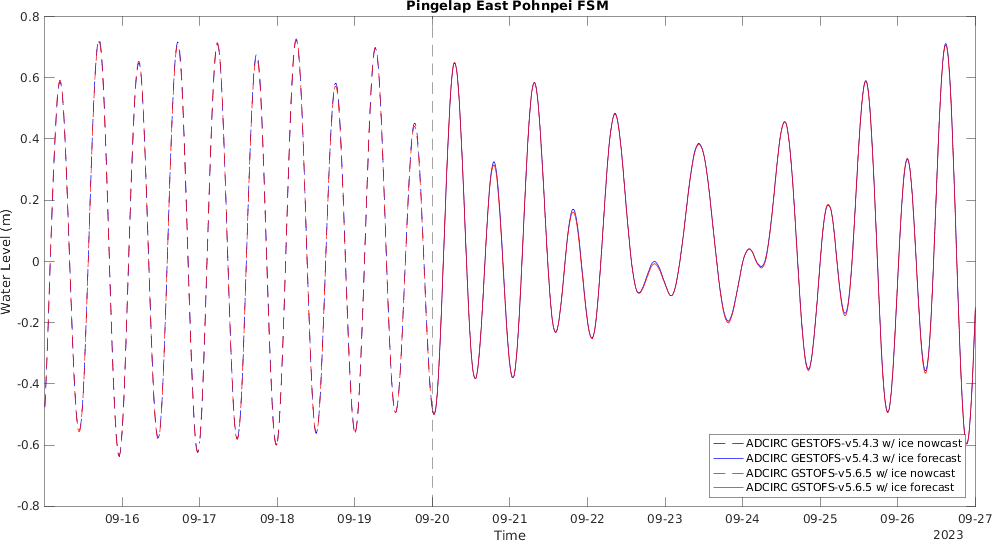 Pingelap East Pohnpei FSM
0.8
0.6
0.4
0.2
0
-0.2
-0.4
-0.6
-0.8
Water Level (m)
ADCIRC GESTOFS-v5.4.3 w/ ice nowcast
ADCIRC GESTOFS-v5.4.3 w/ ice forecast
ADCIRC GSTOFS-v5.6.5 w/ ice nowcast
ADCIRC GSTOFS-v5.6.5 w/ ice forecast
09-16 09-17 09-18 09-19 09-20 09-21 09-22 09-23 09-24 09-25 09-26 09-27
Time
2023